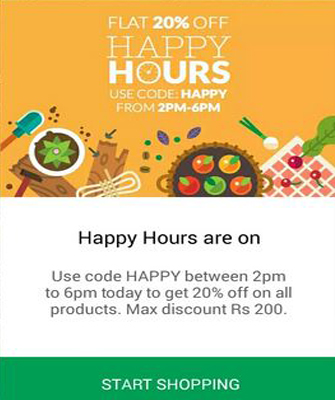 FLAT 20% OFF
HAPPY
HOURS
USE CODE: HAPPY
FROM 2PM-6PM
Happy Hours are on
Use code HAPPY between 2pm
to 6pm today to get 20% off on all
products. Max discount Rs 200.
START SHOPPING